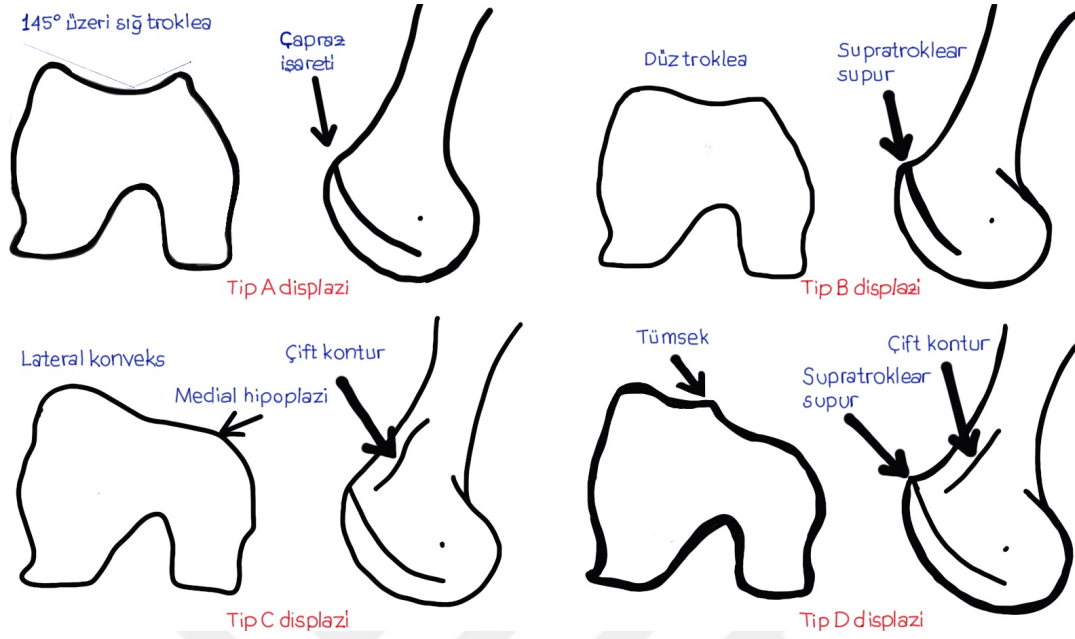 145° üzeri sığ troklea
Çapraz
işareti
Tip A displazi
Düz troklea
Supratroklear
supur
Tip B displazi
Lateral konveks
Medial hipoplazi
Çift kontur
Tip C displazi
Tümsek
Supratroklear
supur
Çift kontur
Tip D displazi